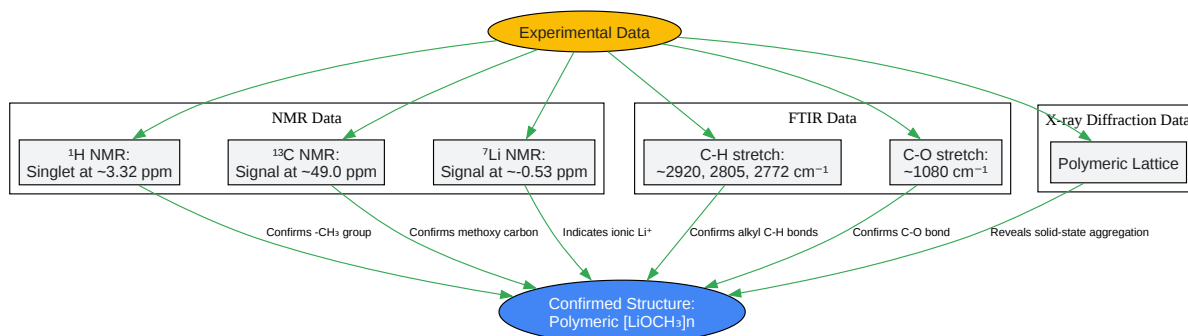 Experimental Data
NMR Data
FTIR Data
X-ray Diffraction Data
¹H NMR:
Singlet at ~3.32 ppm
¹³C NMR:
Signal at ~49.0 ppm
⁷Li NMR:
Signal at ~-0.53 ppm
C-H stretch:
~2920, 2805, 2772 cm⁻¹
C-O stretch:
~1080 cm⁻¹
Polymeric Lattice
Confirms -CH₃ group
Confirms methoxy carbon
Indicates ionic Li⁺
Confirms alkyl C-H bonds
Confirms C-O bond
Reveals solid-state aggregation
Confirmed Structure:
Polymeric [LiOCH₃]n